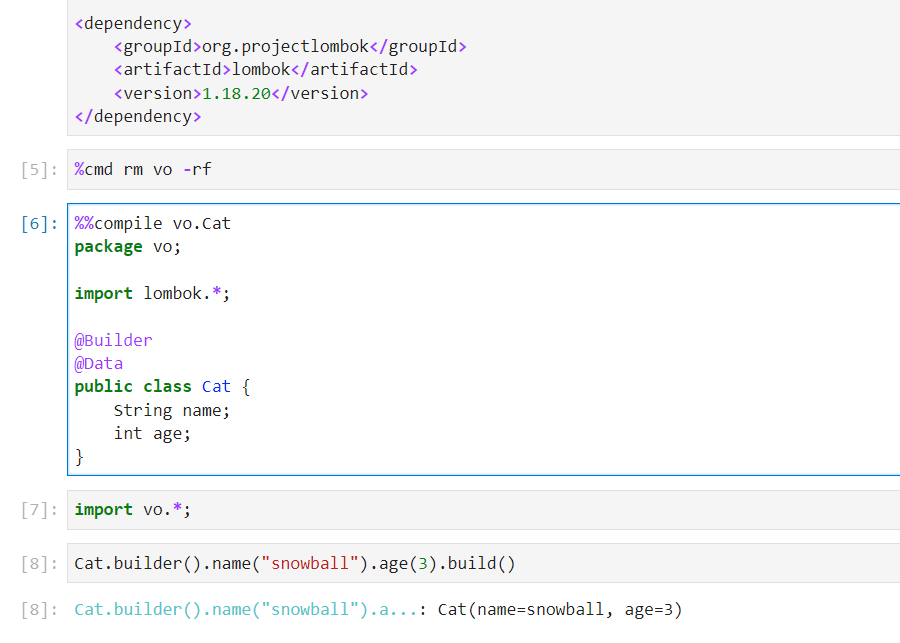 <dependency>
    <groupId>org.projectlombok</groupId>
    <artifactId>lombok</artifactId>
    <version>1.18.20</version>
</dependency>
[5]: %cmd rm vo -rf
[6]: %%compile vo.Cat
package vo;
import lombok.*;
@Builder
@Data
public class Cat {
    String name;
    int age;
}
[7]: import vo.*;
[8]: Cat.builder().name("snowball").age(3).build()
[8]: Cat.builder().name("snowball").a...: Cat(name=snowball, age=3)